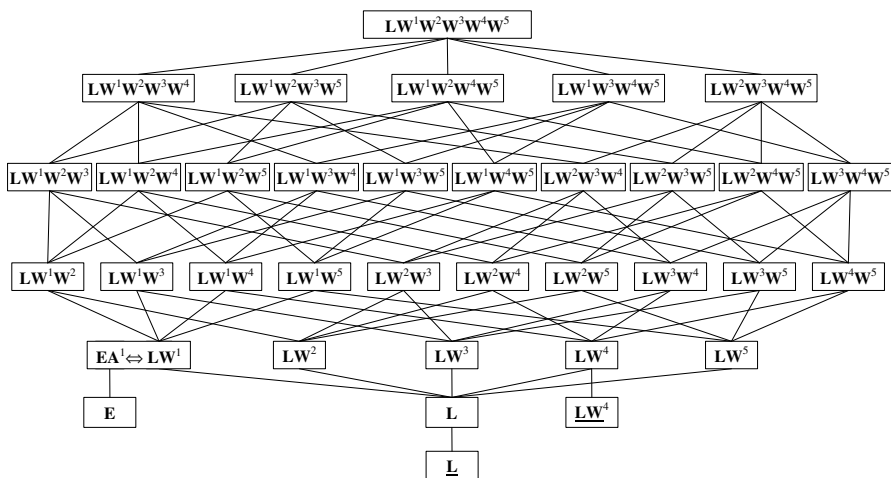 LW¹W²W³W⁴W⁵
LW¹W²W³W⁴ LW¹W²W³W⁵ LW¹W²W⁴W⁵ LW¹W³W⁴W⁵ LW²W³W⁴W⁵
LW¹W²W³ LW¹W²W⁴ LW¹W²W⁵ LW¹W³W⁴ LW¹W³W⁵ LW¹W⁴W⁵ LW²W³W⁴ LW²W³W⁵ LW²W⁴W⁵ LW³W⁴W⁵
LW¹W² LW¹W³ LW¹W⁴ LW¹W⁵ LW²W³ LW²W⁴ LW²W⁵ LW³W⁴ LW³W⁵ LW⁴W⁵
EA¹⇔LW¹ LW² LW³ LW⁴ LW⁵
E L LW⁴
L